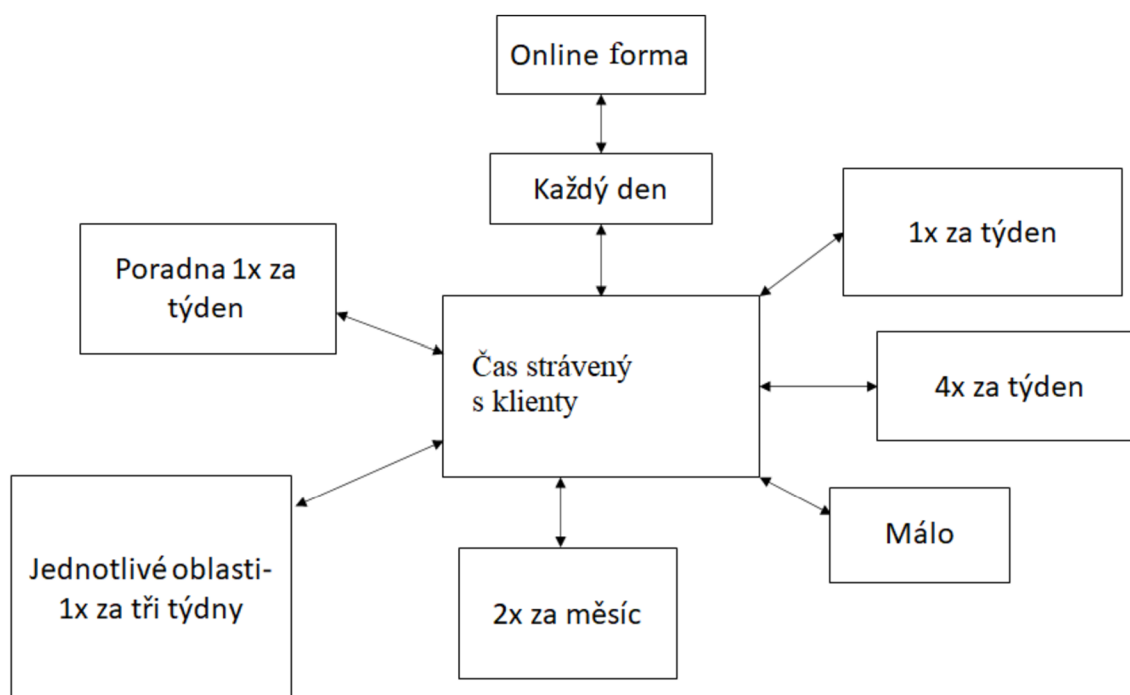 Online forma
Každý den
1x za týden
Poradna 1x za
týden
Čas strávený
s klienty
4x za týden
Málo
Jednotlivé oblasti-
1x za tři týdny
2x za měsíc